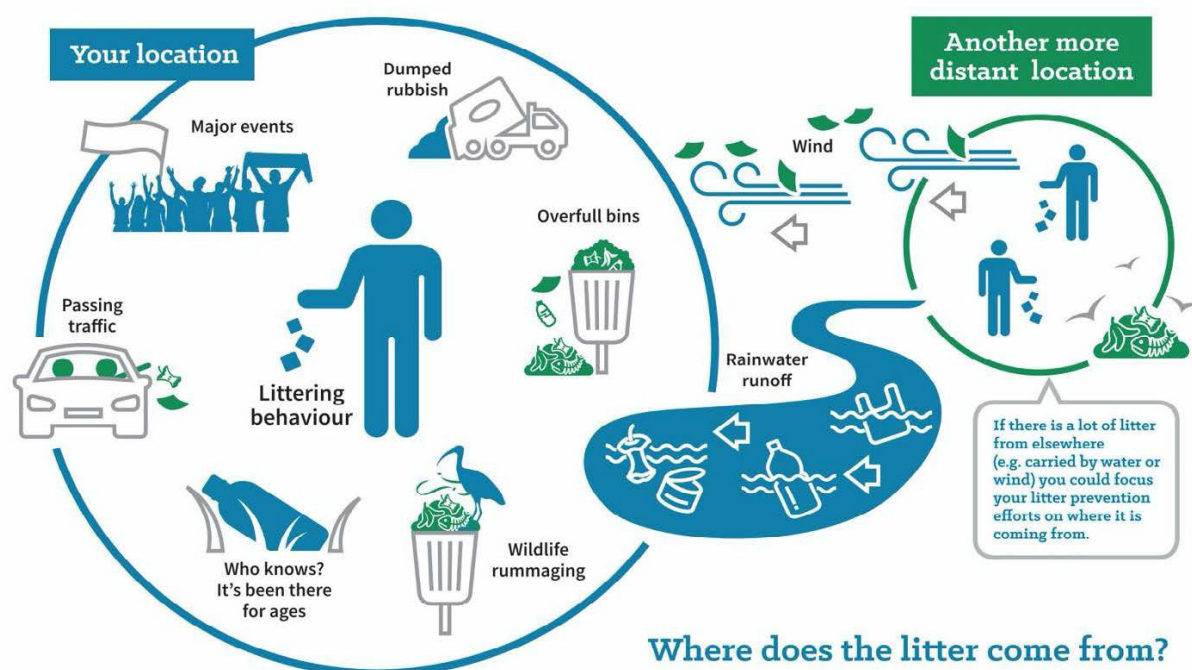 Your location
Another more
distant location
Dumped
rubbish
Major events
Wind
Overfull bins
Passing
traffic
Rainwater
runoff
Littering
behaviour
If there is a lot of litter
from elsewhere
(e.g. carried by water or
wind) you could focus
your litter prevention
efforts on where it is
coming from.
Wildlife
rummaging
Who knows?
It's been there
for ages
Where does the litter come from?